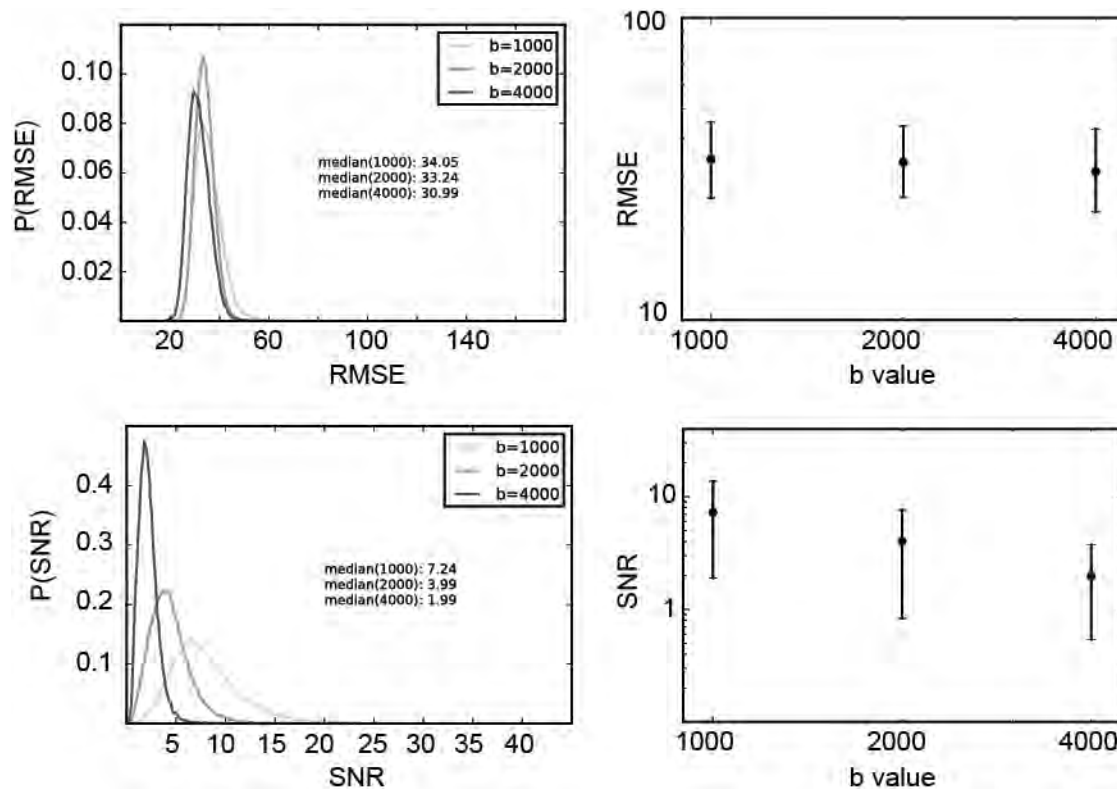 P(RMSE)
0.10
0.08
0.06
0.04
0.02
b=1000
b=2000
b=4000
median(1000): 34.05
median(2000): 33.24
median(4000): 30.99
20 60 100 140
RMSE
RMSE
100
10
1000 2000 4000
b value
P(SNR)
0.4
0.3
0.2
0.1
b=1000
b=2000
b=4000
median(1000): 7.24
median(2000): 3.99
median(4000): 1.99
5 10 15 20 25 30 35 40
SNR
SNR
10
1
1000 2000 4000
b value